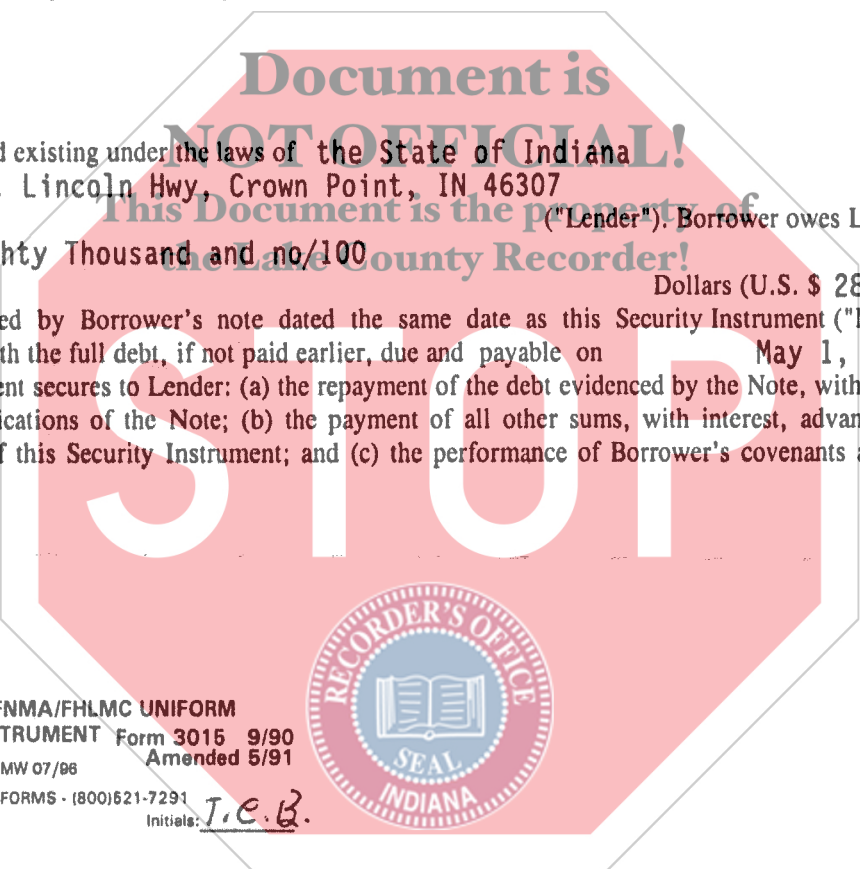 Document is
NOT OFFICIAL!
This Document is the property of
the Lake County Recorder!
STOP
existing under the laws of the State of Indiana
Lincoln Hwy, Crown Point, IN 46307
("Lender"). Borrower owes L
hty Thousand and no/100
Dollars (U.S. $ 28
ed by Borrower's note dated the same date as this Security Instrument ("
th the full debt, if not paid earlier, due and payable on May 1,
ent secures to Lender: (a) the repayment of the debt evidenced by the Note, with
ications of the Note; (b) the payment of all other sums, with interest, advan
f this Security Instrument; and (c) the performance of Borrower's covenants a
RECORDER'S OFFICE
SEAL
INDIANA
FNMA/FHLMC UNIFORM
TRUMENT Form 3015 9/90
Amended 5/91
MW 07/96
FORMS - (800)521-7291
Initials: T.C.B.